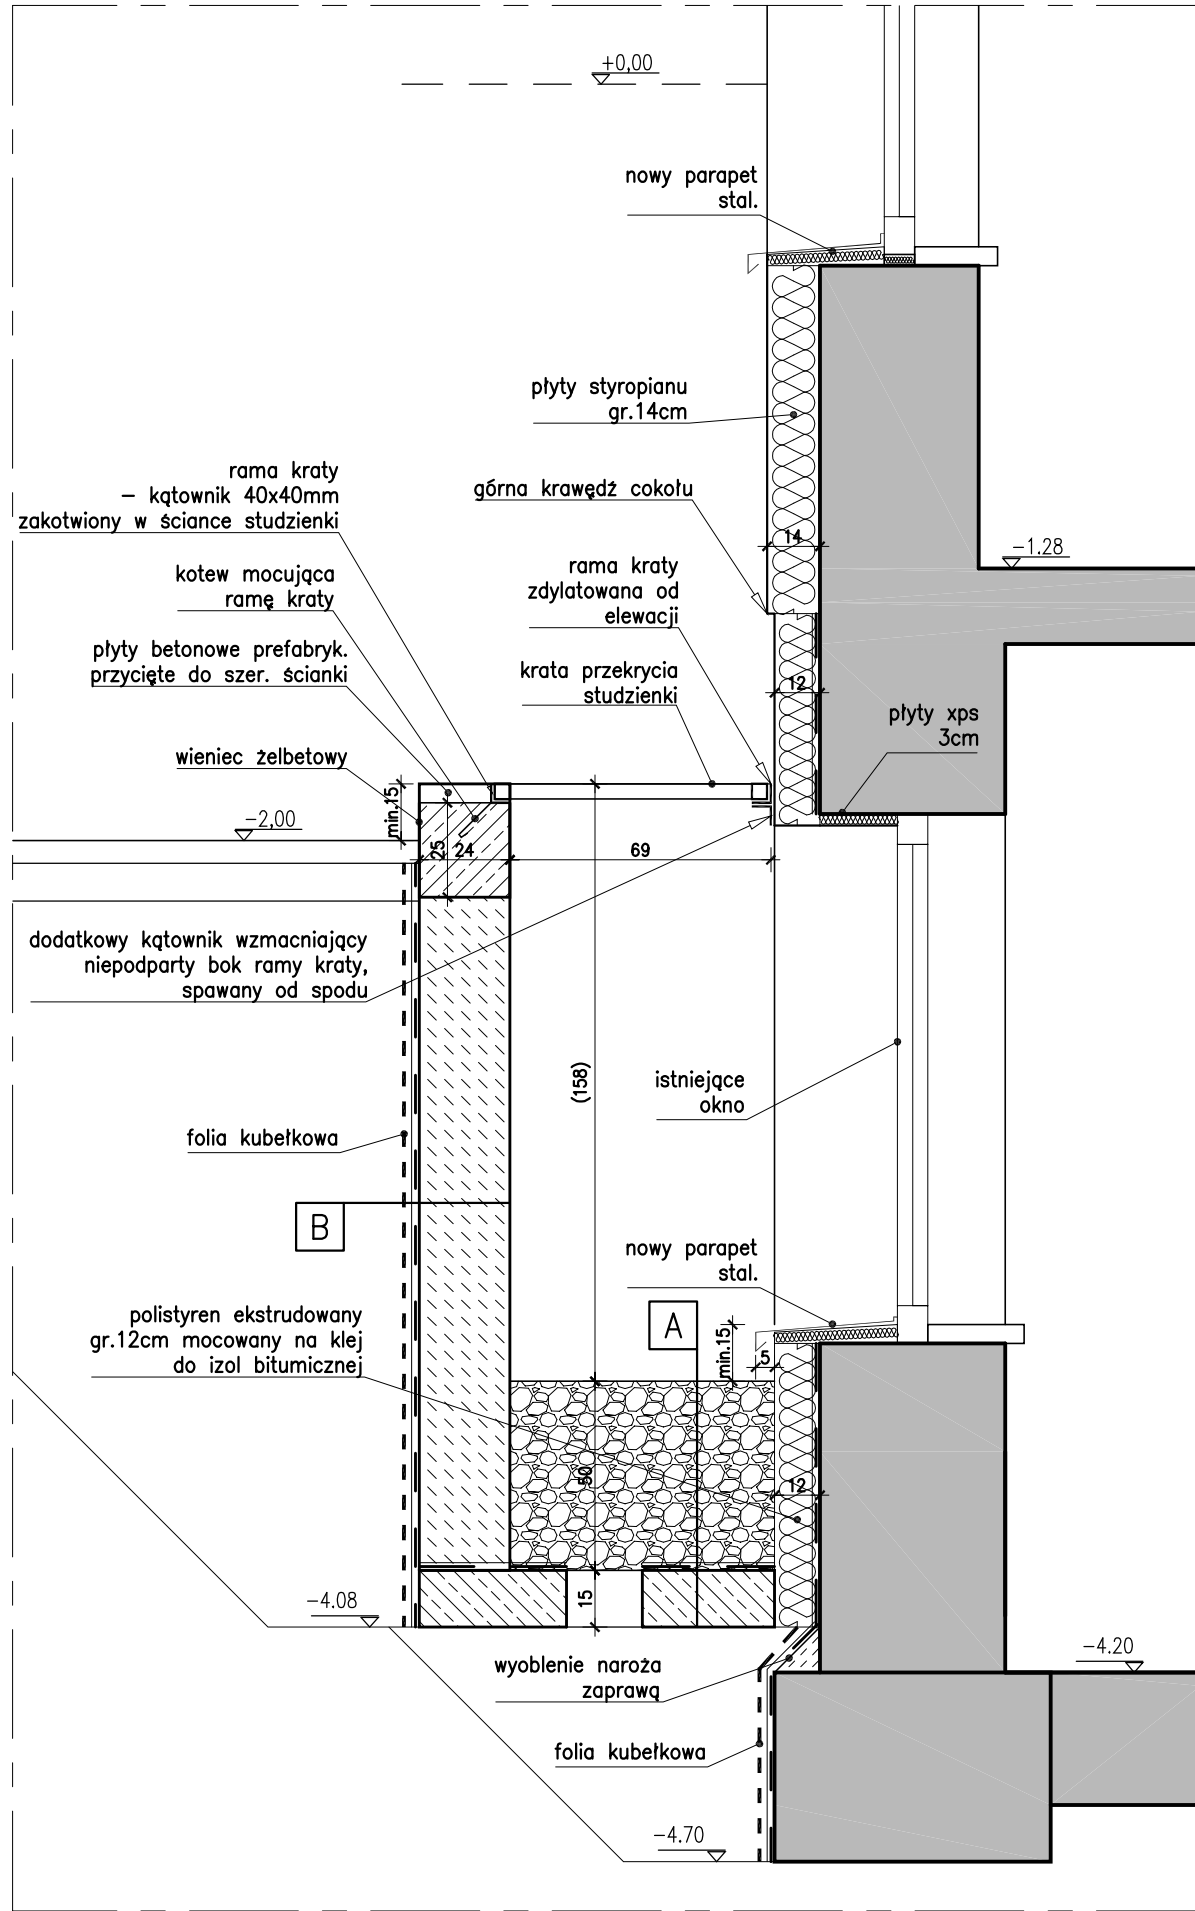 +0,00
nowy parapet
stal.
płyty styropianu
gr.14cm
rama kraty
– kątownik 40x40mm
zakotwiony w ściance studzienki
górna krawędź cokołu
14
-1.28
kotew mocująca
ramę kraty
rama kraty
zdylatowana od
elewacji
płyty betonowe prefabryk.
przycięte do szer. ścianki
krata przekrycia
studzienki
12
płyty xps
3cm
wieniec żelbetowy
min.15
-2,00
25
24
69
dodatkowy kątownik wzmacniający
niepodparty bok ramy kraty,
spawany od spodu
(158)
istniejące
okno
folia kubełkowa
B
nowy parapet
stal.
A
polistyren ekstrudowany
gr.12cm mocowany na klej
do izol bitumicznej
min.15
5
50
12
15
-4.08
-4.20
wyoblenie naroża
zaprawą
folia kubełkowa
-4.70